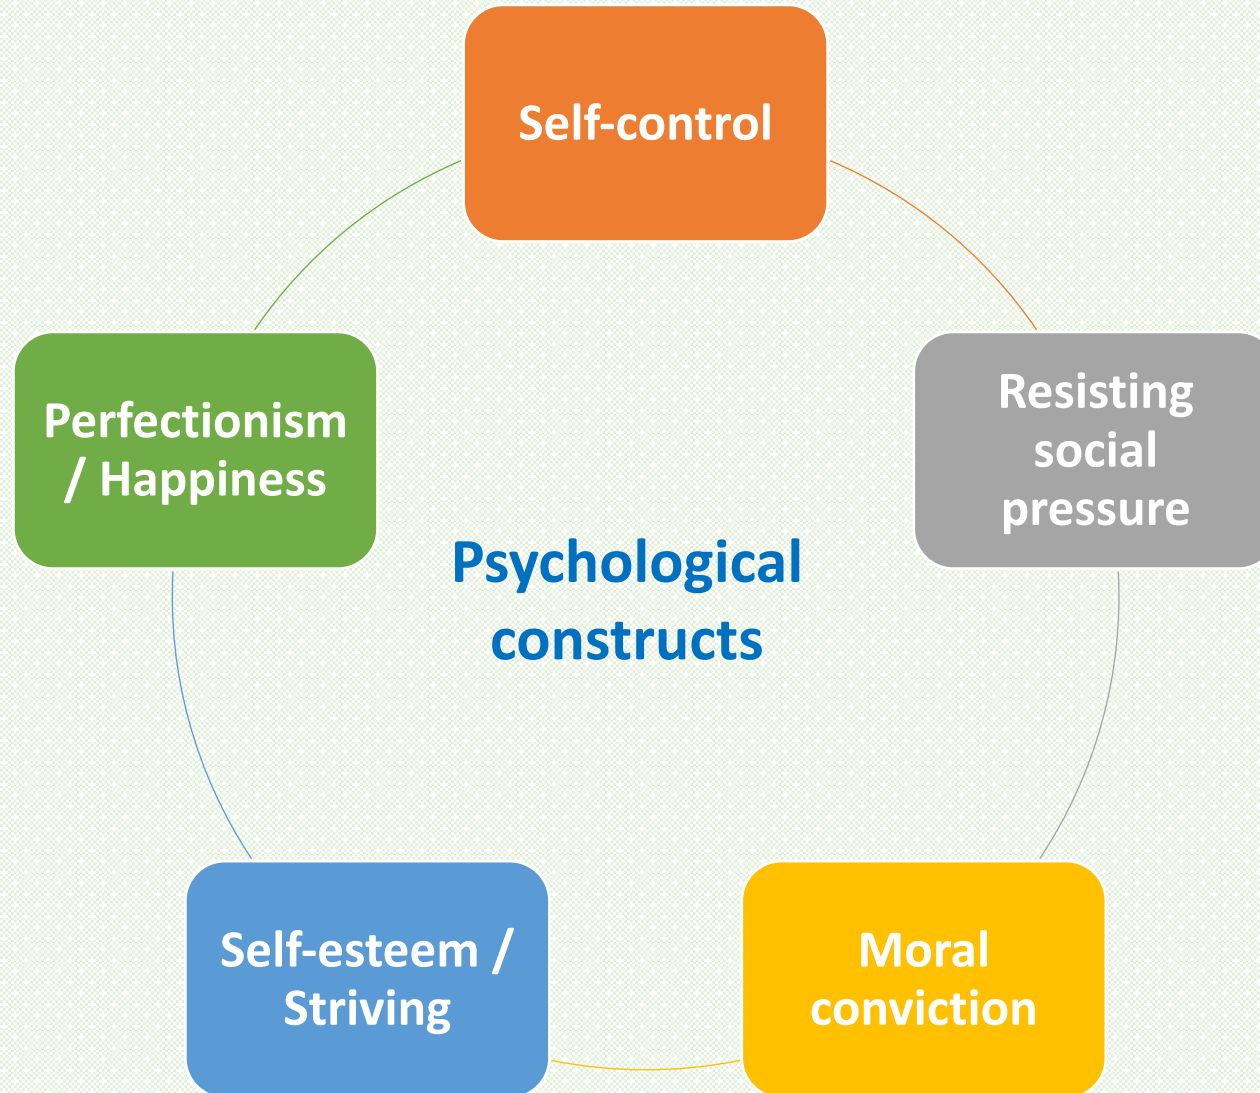 Self-control
Resisting
social
pressure
Perfectionism
/ Happiness
Psychological
constructs
Self-esteem /
Striving
Moral
conviction